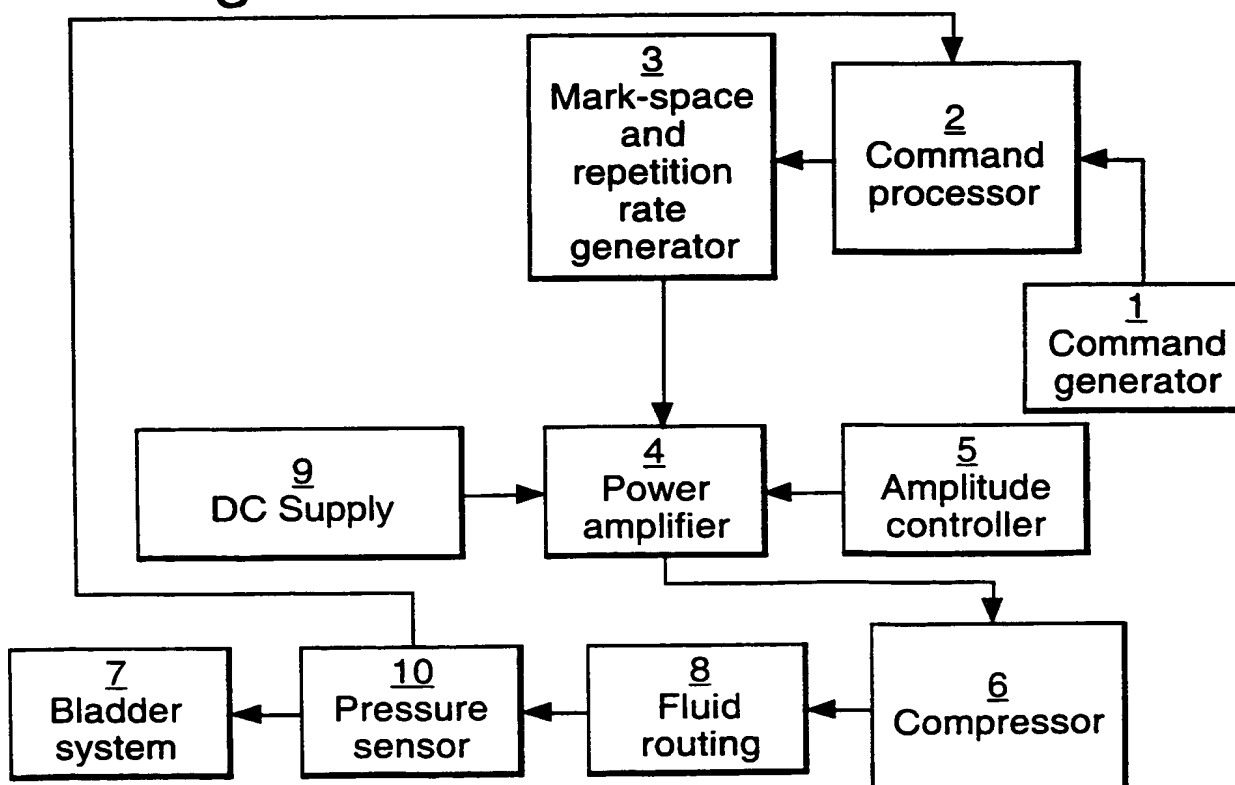 3
Mark-space
and
repetition
rate
generator
2
Command
processor
1
Command
generator
9
DC Supply
4
Power
amplifier
5
Amplitude
controller
7
Bladder
system
10
Pressure
sensor
8
Fluid
routing
6
Compressor